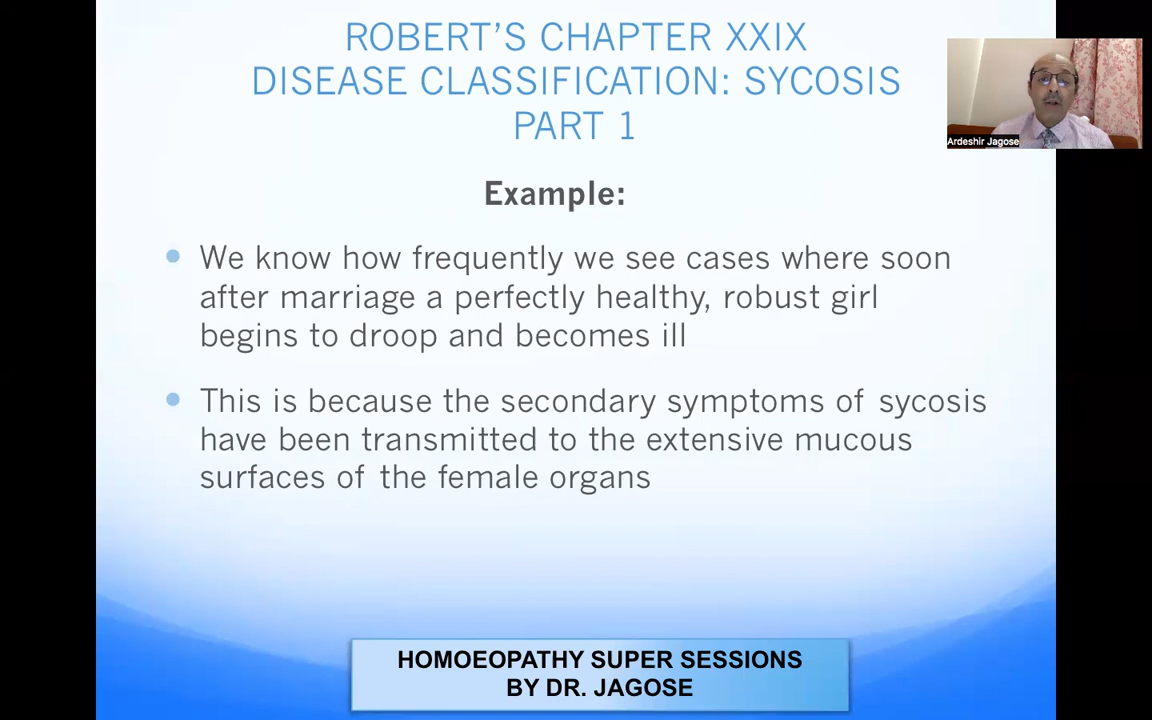 ROBERT’S CHAPTER XXIX
DISEASE CLASSIFICATION: SYCOSIS
PART 1
Ardeshir Jagose
Example:
We know how frequently we see cases where soon
after marriage a perfectly healthy, robust girl
begins to droop and becomes ill
This is because the secondary symptoms of sycosis
have been transmitted to the extensive mucous
surfaces of the female organs
HOMOEOPATHY SUPER SESSIONS
BY DR. JAGOSE